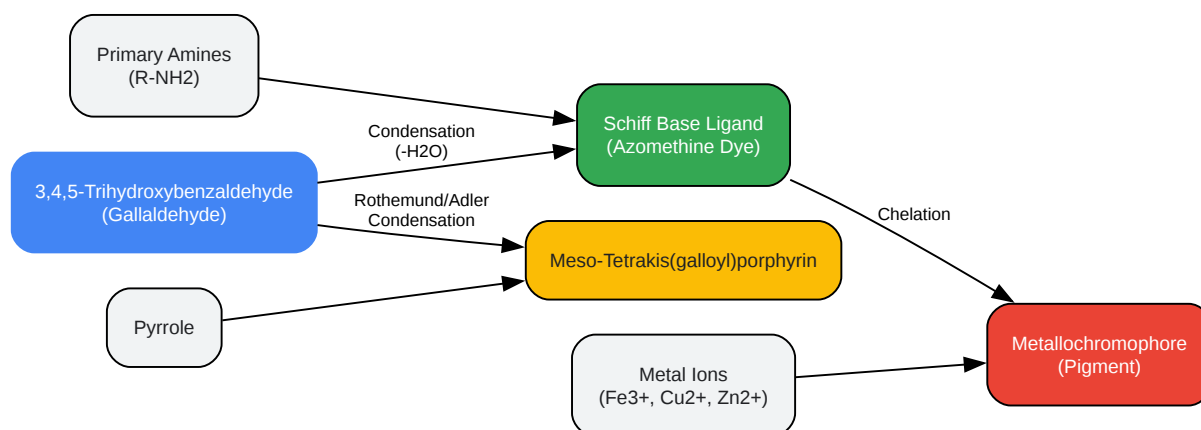 Primary Amines
(R-NH2)
Condensation
(-H2O)
Schiff Base Ligand
(Azomethine Dye)
3,4,5-Trihydroxybenzaldehyde
(Gallaldehyde)
Rothemund/Adler
Condensation
Chelation
Meso-Tetrakis(galloyl)porphyrin
Pyrrole
Metal Ions
(Fe3+, Cu2+, Zn2+)
Metallochromophore
(Pigment)